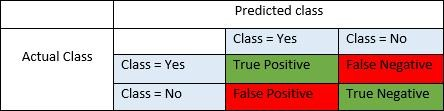 Predicted class
Actual Class
Class = Yes
Class = No
Class = Yes
True Positive
False Negative
Class = No
False Positive
True Negative